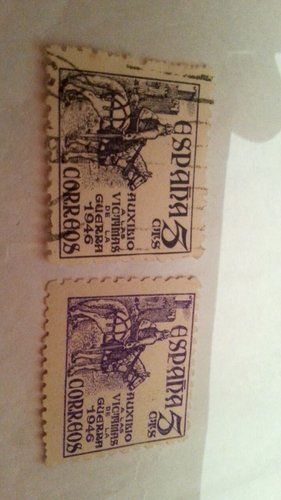 ESPAÑA 5
CTS
AUXILIO
A LAS
VICTIMAS
DE LA
GUERRA
1946
CORREOS
ESPAÑA 5
CTS
AUXILIO
A LAS
VICTIMAS
DE LA
GUERRA
1946
CORREOS